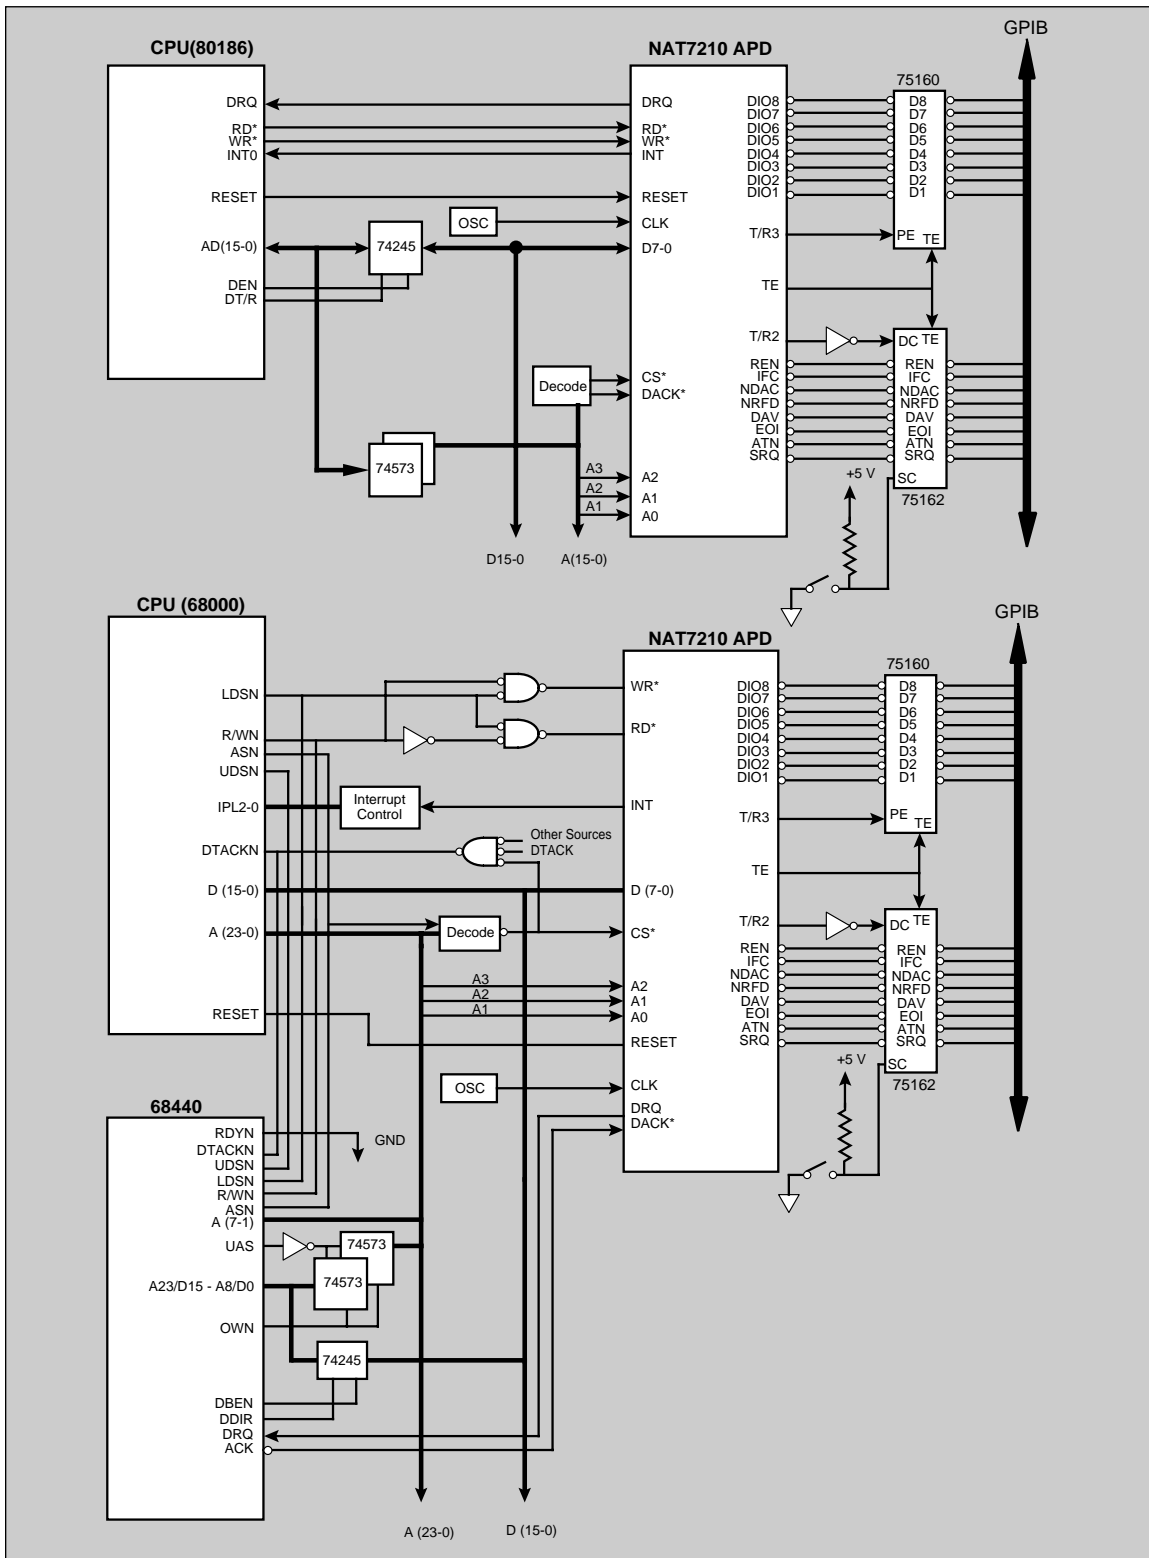 GPIB
CPU(80186)
NAT7210 APD
75160
DRQ
RD*
WR*
INT0
RESET
AD(15-0)
DEN
DT/R
OSC
74245
Decode
74573
DRQ
RD*
WR*
INT
RESET
CLK
D7-0
CS*
DACK*
A3
A2
A1
A2
A1
A0
DIO8
DIO7
DIO6
DIO5
DIO4
DIO3
DIO2
DIO1
T/R3
TE
T/R2
REN
IFC
NDAC
NRFD
DAV
EOI
ATN
SRQ
D8
D7
D6
D5
D4
D3
D2
D1
PE
TE
DC
TE
REN
IFC
NDAC
NRFD
DAV
EOI
ATN
SRQ
SC
75162
+5 V
D15-0
A(15-0)
CPU (68000)
NAT7210 APD
GPIB
75160
LDSN
R/WN
ASN
UDSN
IPL2-0
DTACKN
D (15-0)
A (23-0)
RESET
Interrupt
Control
Other Sources
DTACK
Decode
A3
A2
A1
OSC
WR*
RD*
INT
D (7-0)
CS*
A2
A1
A0
RESET
CLK
DRQ
DACK*
DIO8
DIO7
DIO6
DIO5
DIO4
DIO3
DIO2
DIO1
T/R3
TE
T/R2
REN
IFC
NDAC
NRFD
DAV
EOI
ATN
SRQ
D8
D7
D6
D5
D4
D3
D2
D1
PE
TE
DC
TE
REN
IFC
NDAC
NRFD
DAV
EOI
ATN
SRQ
SC
75162
+5 V
68440
RDYN
DTACKN
UDSN
LDSN
R/WN
ASN
A (7-1)
UAS
A23/D15 - A8/D0
OWN
DBEN
DDIR
DRQ
ACK
GND
74573
74573
74245
A (23-0)
D (15-0)